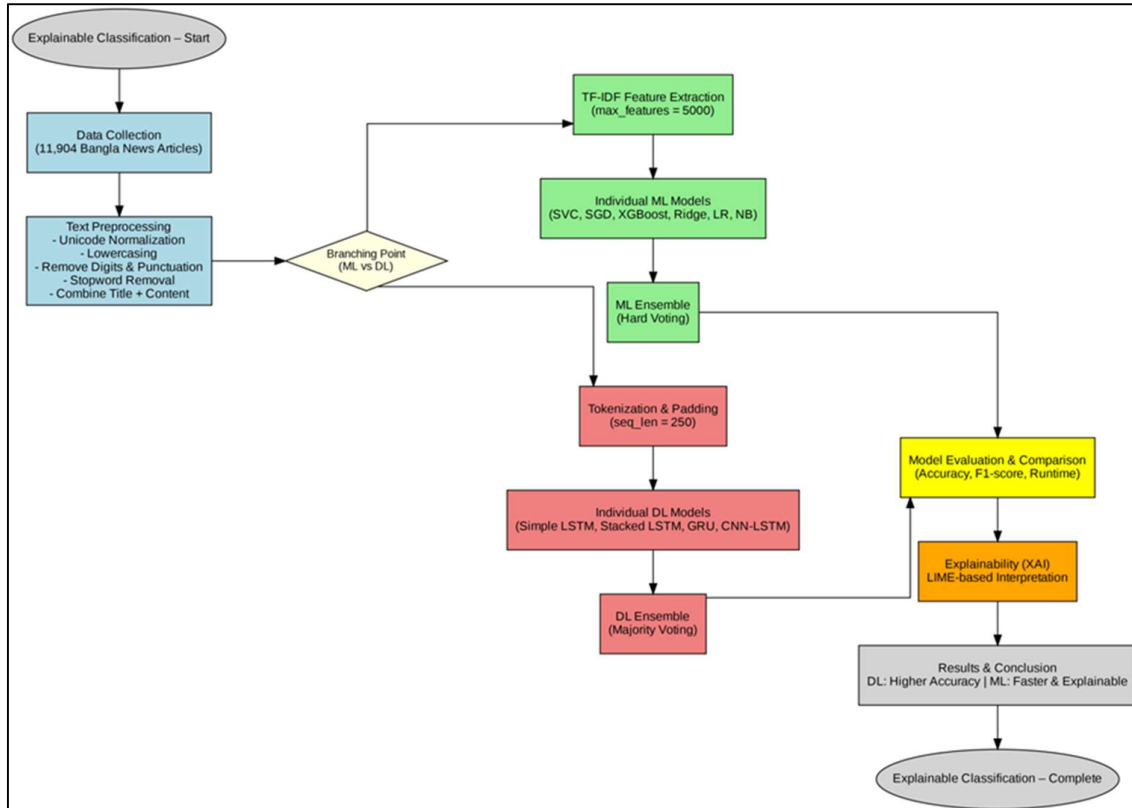 Explainable Classification – Start
Data Collection
(11,904 Bangla News Articles)
Text Preprocessing
- Unicode Normalization
- Lowercasing
- Remove Digits & Punctuation
- Stopword Removal
- Combine Title + Content
Branching Point
(ML vs DL)
TF-IDF Feature Extraction
(max_features = 5000)
Individual ML Models
(SVC, SGD, XGBoost, Ridge, LR, NB)
ML Ensemble
(Hard Voting)
Tokenization & Padding
(seq_len = 250)
Individual DL Models
(Simple LSTM, Stacked LSTM, GRU, CNN-LSTM)
DL Ensemble
(Majority Voting)
Model Evaluation & Comparison
(Accuracy, F1-score, Runtime)
Explainability (XAI)
LIME-based Interpretation
Results & Conclusion
DL: Higher Accuracy | ML: Faster & Explainable
Explainable Classification – Complete